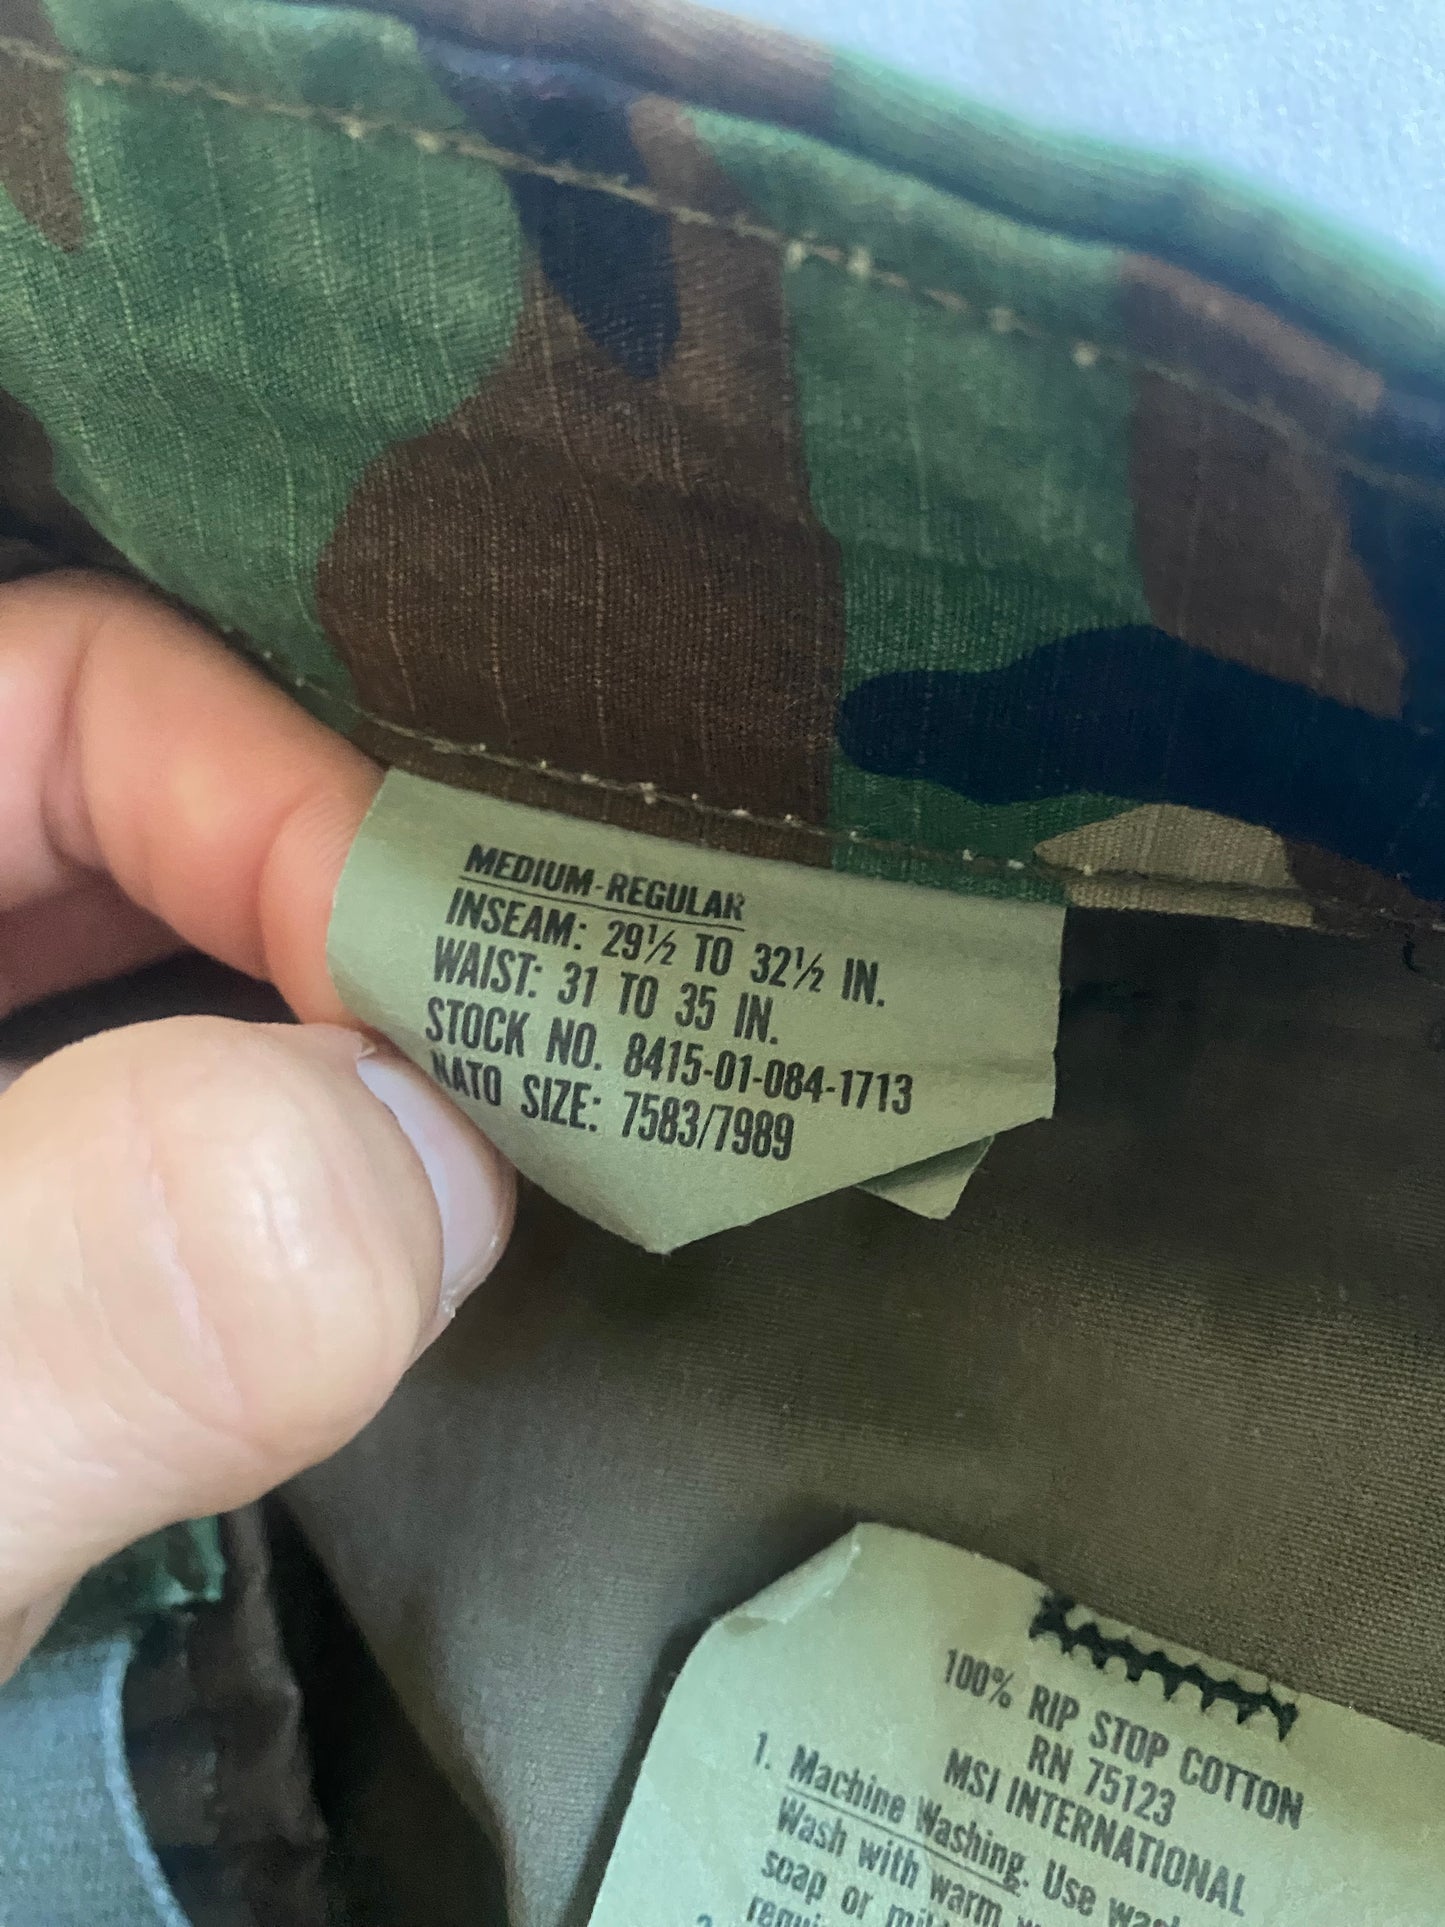 MEDIUM-REGULAR
INSEAM: 29½ TO 32½ IN.
WAIST: 31 TO 35 IN.
STOCK NO. 8415-01-084-1713
NATO SIZE: 7583/7989
100% RIP STOP COTTON
RN 75123
MSI INTERNATIONAL
1. Machine Washing. Use
Wash with warm
soap or